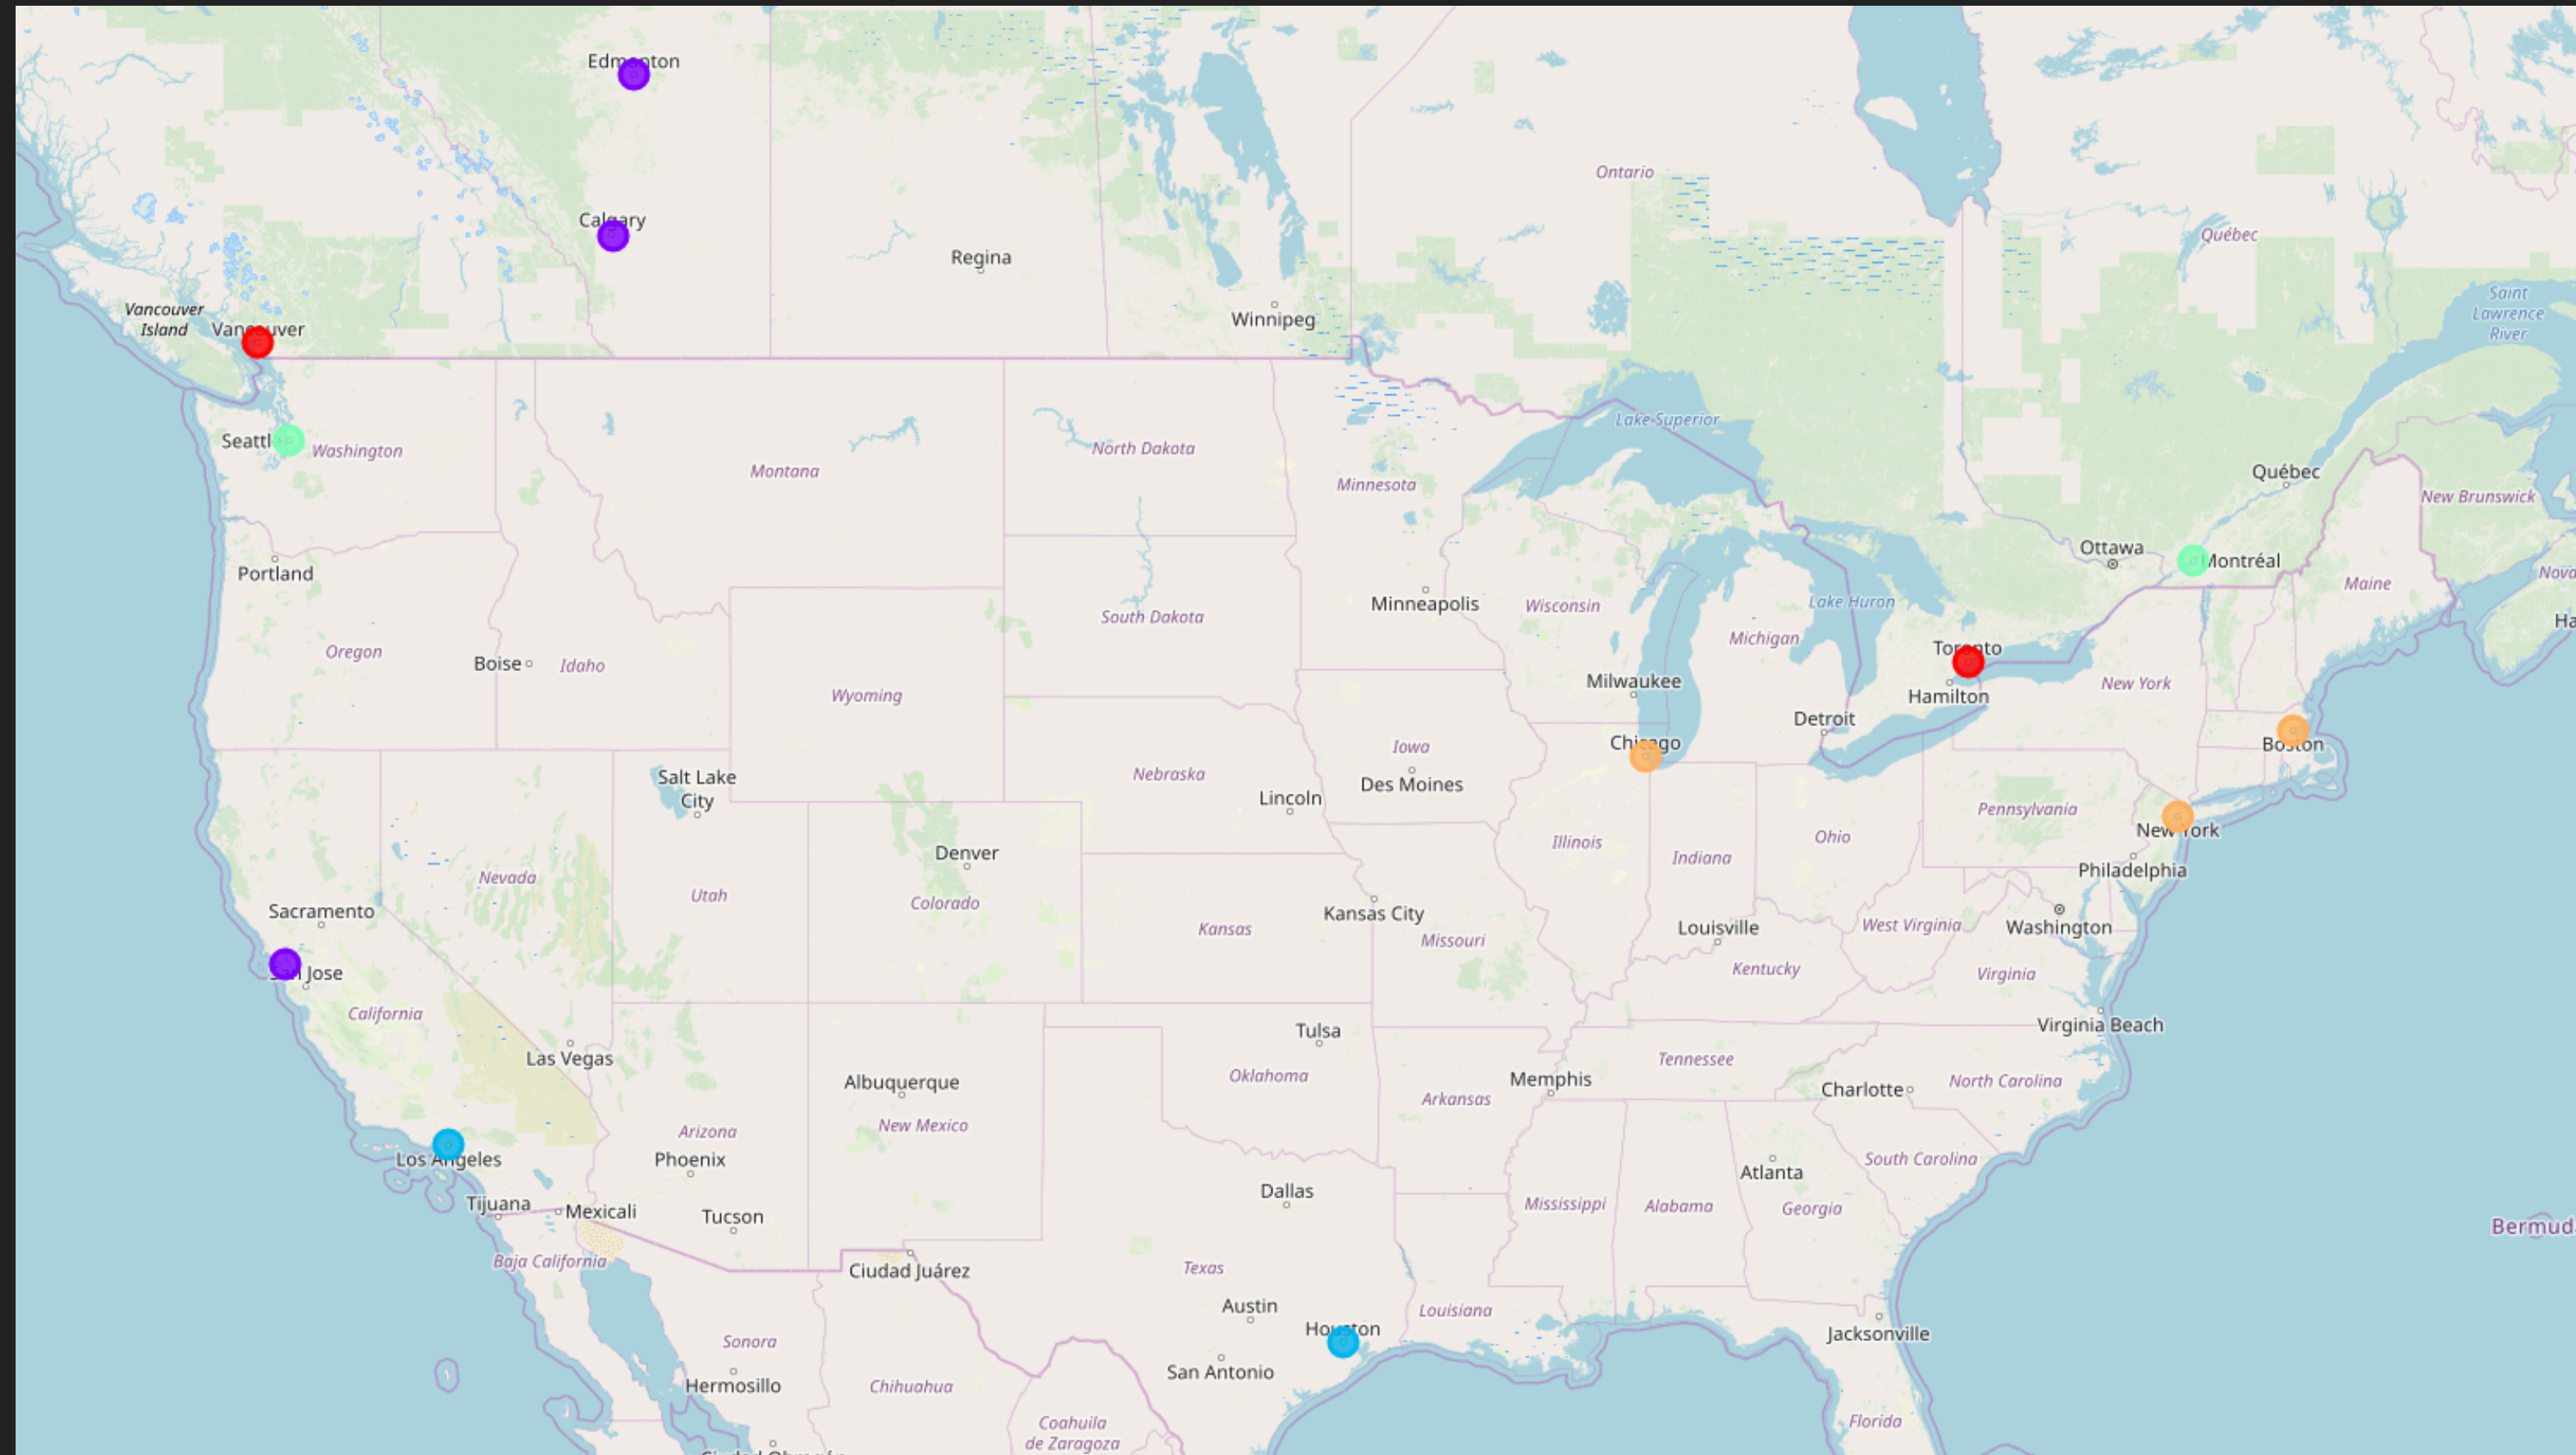 Edmonton
Ontario
Calgary
Québec
Regina
Vancouver
Island
Vancouver
Winnipeg
Saint
Lawrence
River
Lake Superior
Seattl
Washington
North Dakota
Montana
Minnesota
Québec
New Brunswick
Ottawa
Montréal
Portland
Nova
Maine
Minneapolis
Wisconsin
Lake Huron
South Dakota
Michigan
Ha
Oregon
Boise
Idaho
Toronto
Wyoming
Milwaukee
Hamilton
New York
Detroit
Chicago
Iowa
Boston
Salt Lake
City
Nebraska
Des Moines
Lincoln
Pennsylvania
New York
Denver
Illinois
Indiana
Ohio
Philadelphia
Nevada
Utah
Colorado
Sacramento
Kansas City
Kansas
Missouri
Louisville
West Virginia
Washington
San Jose
Kentucky
Virginia
California
Tulsa
Virginia Beach
Las Vegas
Tennessee
Albuquerque
Oklahoma
Memphis
North Carolina
Charlotte
Arkansas
New Mexico
Arizona
Los Angeles
Phoenix
South Carolina
Atlanta
Dallas
Tijuana
Mexicali
Tucson
Mississippi
Alabama
Georgia
Bermud
Baja California
Ciudad Juárez
Texas
Austin
Louisiana
Houston
Jacksonville
Sonora
San Antonio
Hermosillo
Chihuahua
Coahuila
de Zaragoza
Florida